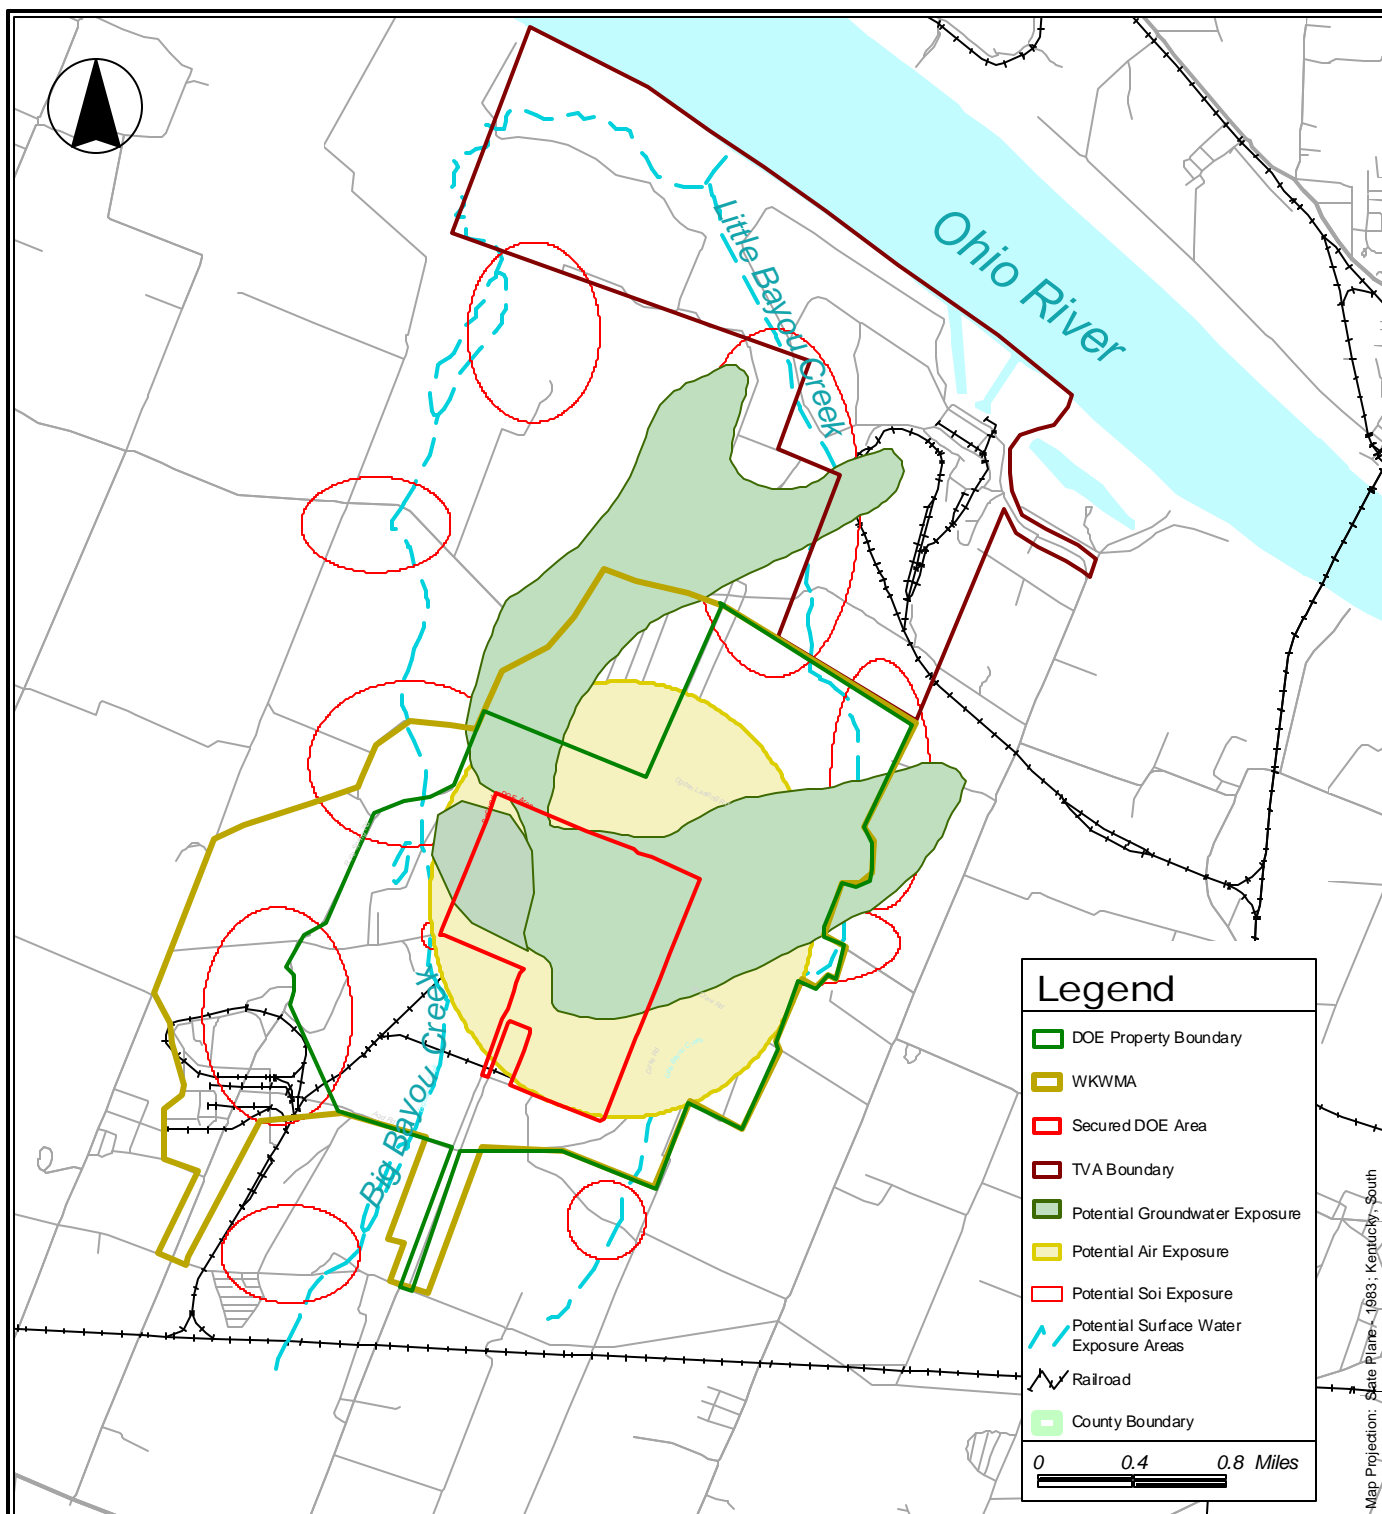 Ohio River
Little Bayou Creek
Big Bayou Creek
Legend
DOE Property Boundary
WKWMA
Secured DOE Area
TVA Boundary
Potential Groundwater Exposure
Potential Air Exposure
Potential Soi Exposure
Potential Surface Water
Exposure Areas
Railroad
County Boundary
0 0.4 0.8 Miles
Map Projection: State Plane - 1983; Kentucky, South